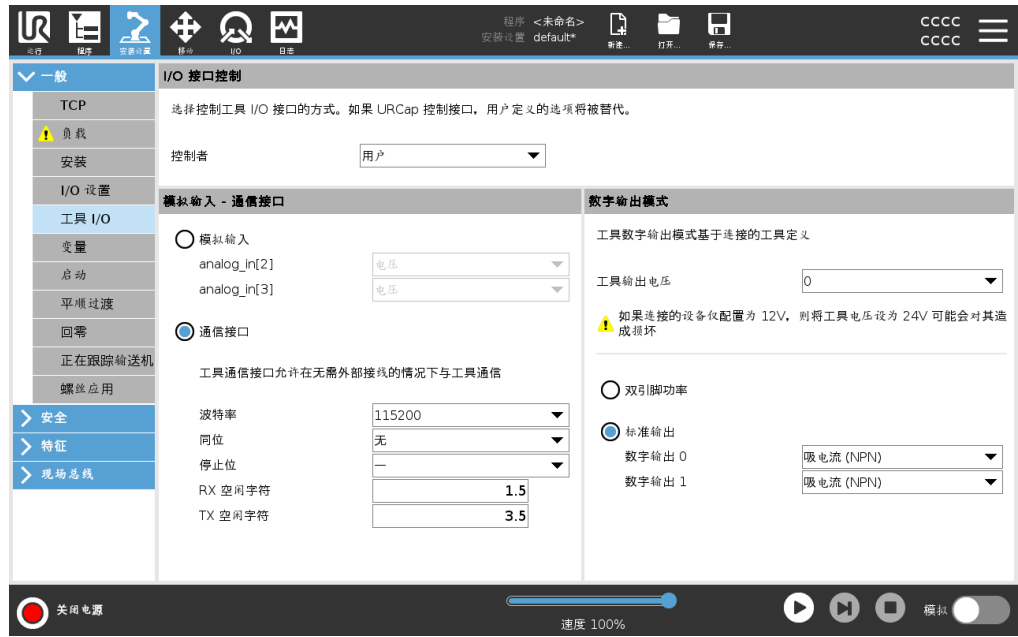 UR
运行
程序
安装设置
移动
I/O
日志
程序 <未命名>
安装设置 default*
新建...
打开...
保存...
CCCC
CCCC
一般
TCP
负载
安装
I/O 设置
工具 I/O
变量
启动
平顺过渡
回零
正在跟踪输送机
螺丝应用
安全
特征
现场总线
I/O 接口控制
选择控制工具 I/O 接口的方式。如果 URCap 控制接口，用户定义的选项将被替代。
控制者
用户
模拟输入 - 通信接口
模拟输入
analog_in[2] 电压
analog_in[3] 电压
通信接口
工具通信接口允许在无需外部接线的情况下与工具通信
波特率 115200
同位 无
停止位 一
RX 空闲字符 1.5
TX 空闲字符 3.5
数字输出模式
工具数字输出模式基于连接的工具定义
工具输出电压 0
如果连接的设备仅配置为 12V，则将工具电压设为 24V 可能会对其造
成损坏
双引脚功率
标准输出
数字输出 0 吸电流 (NPN)
数字输出 1 吸电流 (NPN)
关闭电源
速度 100%
模拟